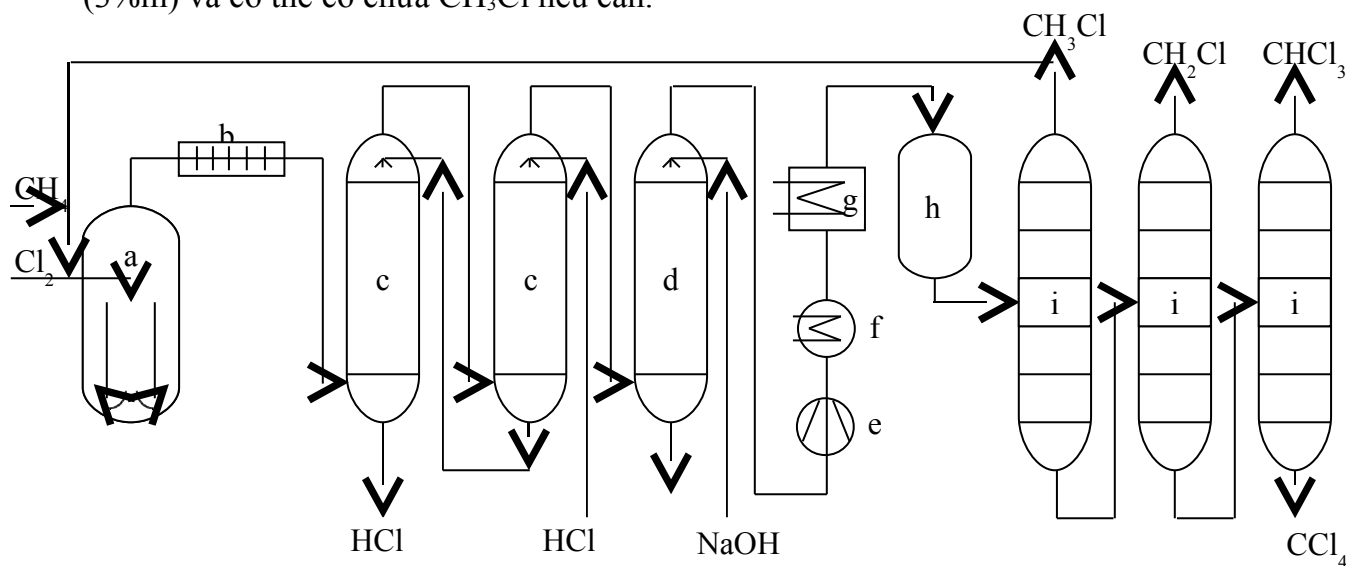 (5%m) và có thể có chứa CH₃Cl nếu cần.
CH₃Cl
CH₂Cl
CHCl₃
b
CH₄
Cl₂
a
c
c
d
g
h
f
e
i
i
i
HCl
HCl
NaOH
CCl₄